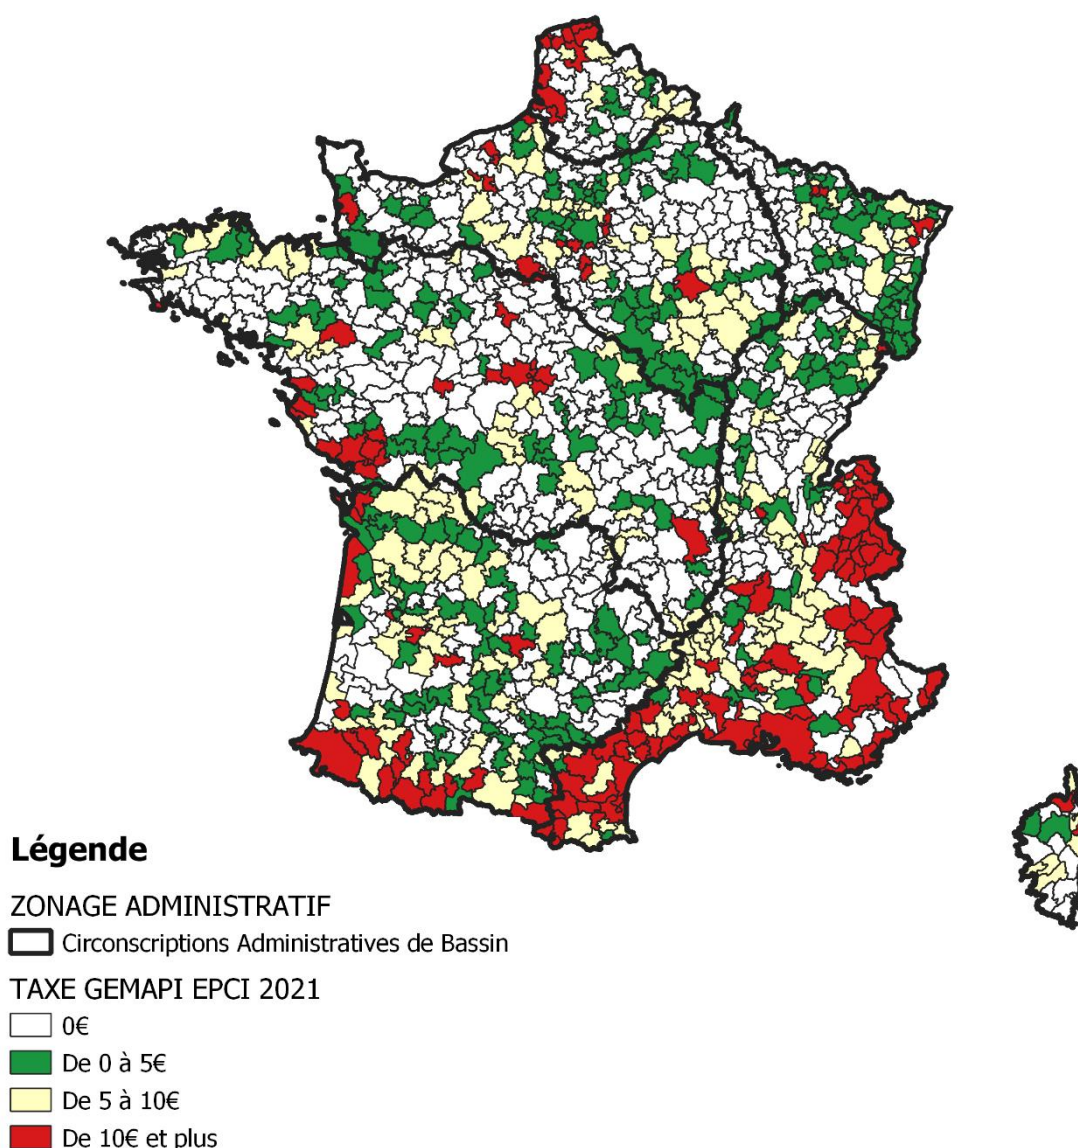 Légende
ZONAGE ADMINISTRATIF
Circonscriptions Administratives de Bassin
TAXE GEMAPI EPCI 2021
0€
De 0 à 5€
De 5 à 10€
De 10€ et plus